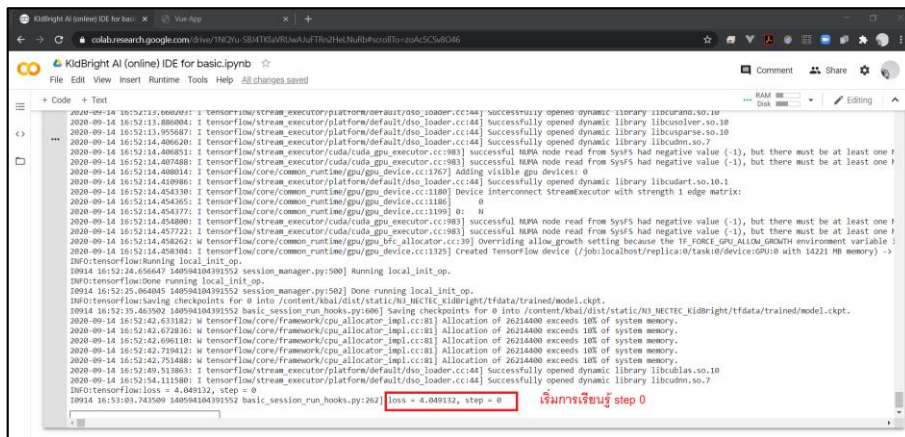 KidBright AI (online) IDE for basic
Vue App
colab.research.google.com/drive/1NQYu-SBJ4TKfaVRUwAJuFTRn2HeLNuRb#scrollTo=zoAc5CSv8O46
KidBright AI (online) IDE for basic.ipynb
Comment
Share
File Edit View Insert Runtime Tools Help All changes saved
+ Code + Text
RAM
Disk
Editing
2020-09-14 16:52:13.868203: I tensorflow/stream_executor/platform/default/dso_loader.cc:44] Successfully opened dynamic library libcurand.so.10
2020-09-14 16:52:13.886004: I tensorflow/stream_executor/platform/default/dso_loader.cc:44] Successfully opened dynamic library libcusolver.so.10
2020-09-14 16:52:13.955687: I tensorflow/stream_executor/platform/default/dso_loader.cc:44] Successfully opened dynamic library libcusparse.so.10
2020-09-14 16:52:14.406620: I tensorflow/stream_executor/platform/default/dso_loader.cc:44] Successfully opened dynamic library libcudnn.so.7
2020-09-14 16:52:14.406851: I tensorflow/stream_executor/cuda/cuda_gpu_executor.cc:983] successful NUMA node read from SysFS had negative value (-1), but there must be at least one N
2020-09-14 16:52:14.407488: I tensorflow/stream_executor/cuda/cuda_gpu_executor.cc:983] successful NUMA node read from SysFS had negative value (-1), but there must be at least one N
2020-09-14 16:52:14.408014: I tensorflow/core/common_runtime/gpu/gpu_device.cc:1767] Adding visible gpu devices: 0
2020-09-14 16:52:14.410986: I tensorflow/stream_executor/platform/default/dso_loader.cc:44] Successfully opened dynamic library libcudart.so.10.1
2020-09-14 16:52:14.454330: I tensorflow/core/common_runtime/gpu/gpu_device.cc:1180] Device interconnect StreamExecutor with strength 1 edge matrix:
2020-09-14 16:52:14.454365: I tensorflow/core/common_runtime/gpu/gpu_device.cc:1186] 0
2020-09-14 16:52:14.454377: I tensorflow/core/common_runtime/gpu/gpu_device.cc:1199] 0: N
2020-09-14 16:52:14.454800: I tensorflow/stream_executor/cuda/cuda_gpu_executor.cc:983] successful NUMA node read from SysFS had negative value (-1), but there must be at least one N
2020-09-14 16:52:14.457722: I tensorflow/stream_executor/cuda/cuda_gpu_executor.cc:983] successful NUMA node read from SysFS had negative value (-1), but there must be at least one N
2020-09-14 16:52:14.458262: W tensorflow/core/common_runtime/gpu/gpu_bfc_allocator.cc:39] Overriding allow_growth setting because the TF_FORCE_GPU_ALLOW_GROWTH environment variable i
2020-09-14 16:52:14.458304: I tensorflow/core/common_runtime/gpu/gpu_device.cc:1325] Created TensorFlow device (/job:localhost/replica:0/task:0/device:GPU:0 with 14221 MB memory) ->
INFO:tensorflow:Running local_init_op.
I0914 16:52:24.656647 140594104391552 session_manager.py:500] Running local_init_op.
INFO:tensorflow:Done running local_init_op.
I0914 16:52:25.064045 140594104391552 session_manager.py:502] Done running local_init_op.
INFO:tensorflow:Saving checkpoints for 0 into /content/kbai/dist/static/N3_NECTEC_KidBright/tfdata/trained/model.ckpt.
I0914 16:52:35.463502 140594104391552 basic_session_run_hooks.py:606] Saving checkpoints for 0 into /content/kbai/dist/static/N3_NECTEC_KidBright/tfdata/trained/model.ckpt.
2020-09-14 16:52:42.633182: W tensorflow/core/framework/cpu_allocator_impl.cc:81] Allocation of 26214400 exceeds 10% of system memory.
2020-09-14 16:52:42.672836: W tensorflow/core/framework/cpu_allocator_impl.cc:81] Allocation of 26214400 exceeds 10% of system memory.
2020-09-14 16:52:42.696110: W tensorflow/core/framework/cpu_allocator_impl.cc:81] Allocation of 26214400 exceeds 10% of system memory.
2020-09-14 16:52:42.719412: W tensorflow/core/framework/cpu_allocator_impl.cc:81] Allocation of 26214400 exceeds 10% of system memory.
2020-09-14 16:52:42.751488: W tensorflow/core/framework/cpu_allocator_impl.cc:81] Allocation of 26214400 exceeds 10% of system memory.
2020-09-14 16:52:49.513863: I tensorflow/stream_executor/platform/default/dso_loader.cc:44] Successfully opened dynamic library libcublas.so.10
2020-09-14 16:52:54.111580: I tensorflow/stream_executor/platform/default/dso_loader.cc:44] Successfully opened dynamic library libcudnn.so.7
INFO:tensorflow:loss = 4.049132, step = 0
I0914 16:53:03.743509 140594104391552 basic_session_run_hooks.py:262] loss = 4.049132, step = 0 เริ่มการเรียนรู้ step 0